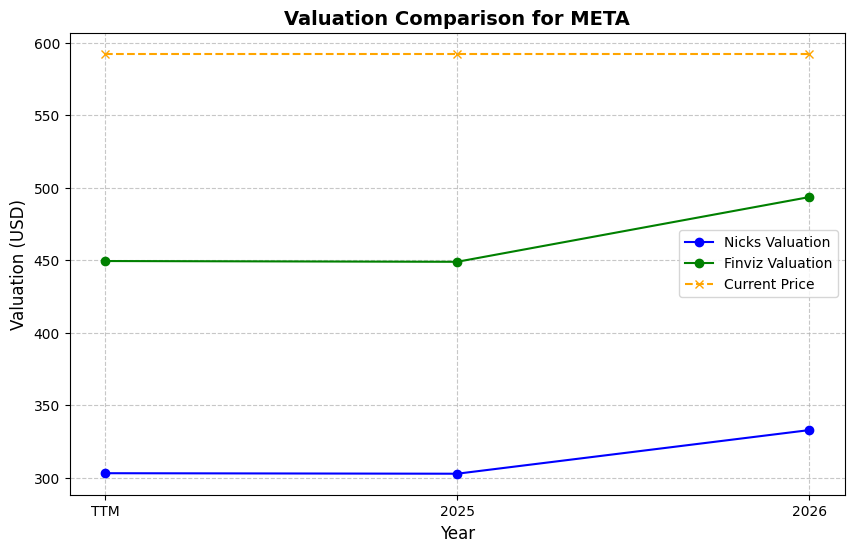 Valuation Comparison for META
600
550
500
450
400
350
300
Valuation (USD)
Nicks Valuation
Finviz Valuation
Current Price
TTM
2025
2026
Year